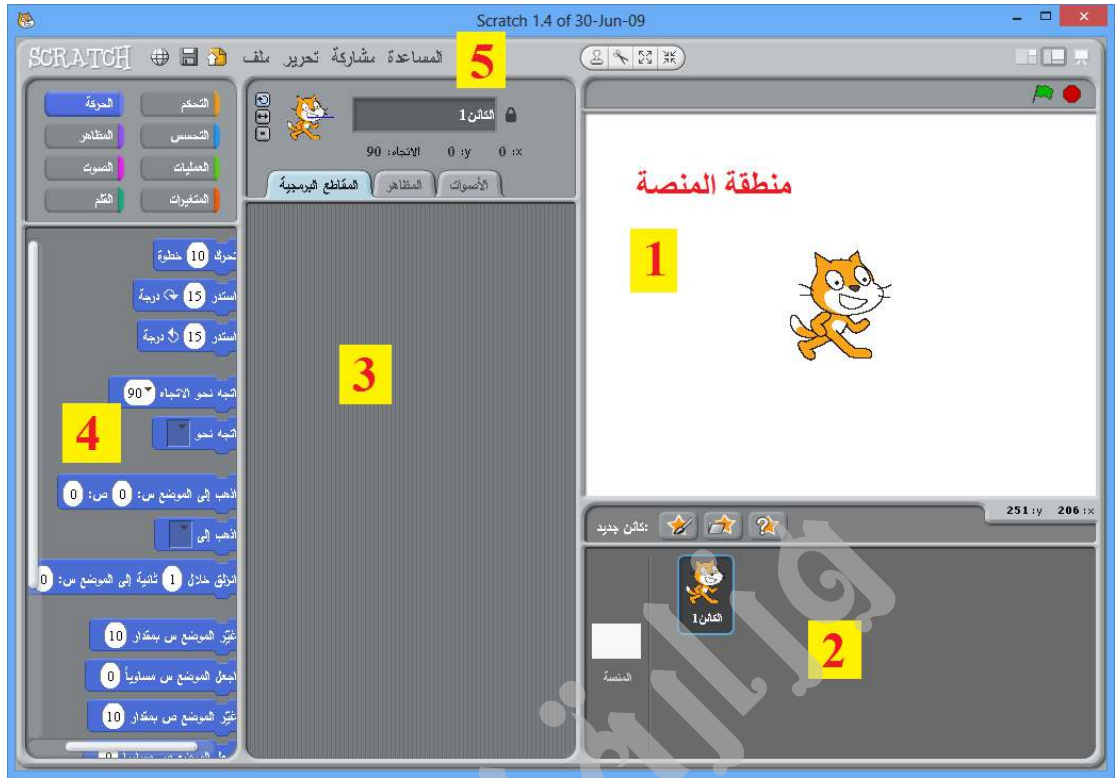 Scratch 1.4 of 30-Jun-09
SCRATCH
ملف تحرير مشاركة المساعدة
5
الحركة
التحكم
المظاهر
التحسس
الصوت
العمليات
القلم
المتغيرات
الكائن1
x: 0 y: 0 الاتجاه: 90
المقاطع البرمجية
المظاهر
الأصوات
منطقة المنصة
1
3
4
تحرك 10 خطوة
استدر 15 درجة
استدر 15 درجة
اتجه نحو الاتجاه 90
اتجه نحو
اذهب إلى الموضع س: 0 ص: 0
اذهب إلى
انزلق خلال 1 ثانية إلى الموضع س: 0
غيّر الموضع س بمقدار 10
اجعل الموضع س مساوياً 0
غيّر الموضع ص بمقدار 10
x: 206 y: 251
كائن جديد:
الكائن1
المنصة
2